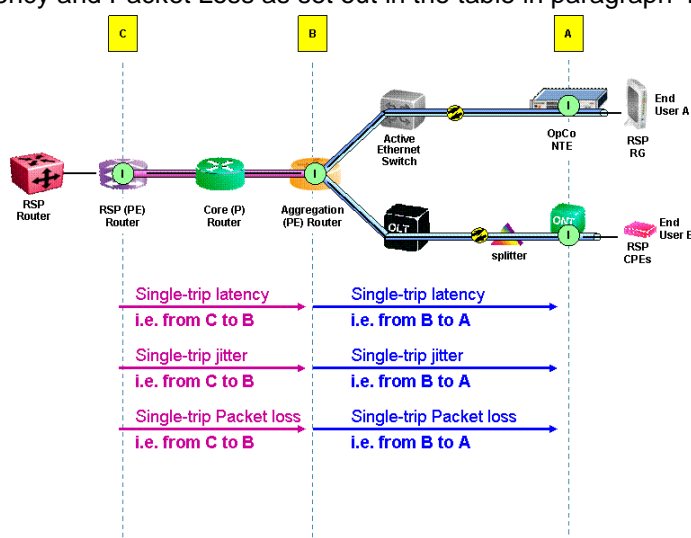 ency and Packet Loss as set out in the table in paragraph
C
B
A
I
End
User A
Active
Ethernet
Switch
OpCo
NTE
RSP
RG
I
I
RSP
Router
RSP (PE)
Router
Core (P)
Router
Aggregation
(PE) Router
OLT
ONT
I
splitter
End
User
RSP
CPEs
Single-trip latency
i.e. from C to B
Single-trip latency
i.e. from B to A
Single-trip jitter
i.e. from C to B
Single-trip jitter
i.e. from B to A
Single-trip Packet loss
i.e. from C to B
Single-trip Packet loss
i.e. from B to A